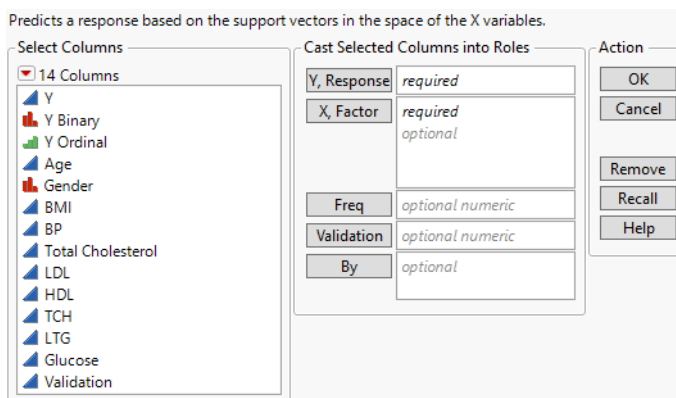 Predicts a response based on the support vectors in the space of the X variables.
Select Columns
14 Columns
Y
Y Binary
Y Ordinal
Age
Gender
BMI
BP
Total Cholesterol
LDL
HDL
TCH
LTG
Glucose
Validation
Cast Selected Columns into Roles
Y, Response required
X, Factor required
optional
Freq optional numeric
Validation optional numeric
By optional
Action
OK
Cancel
Remove
Recall
Help